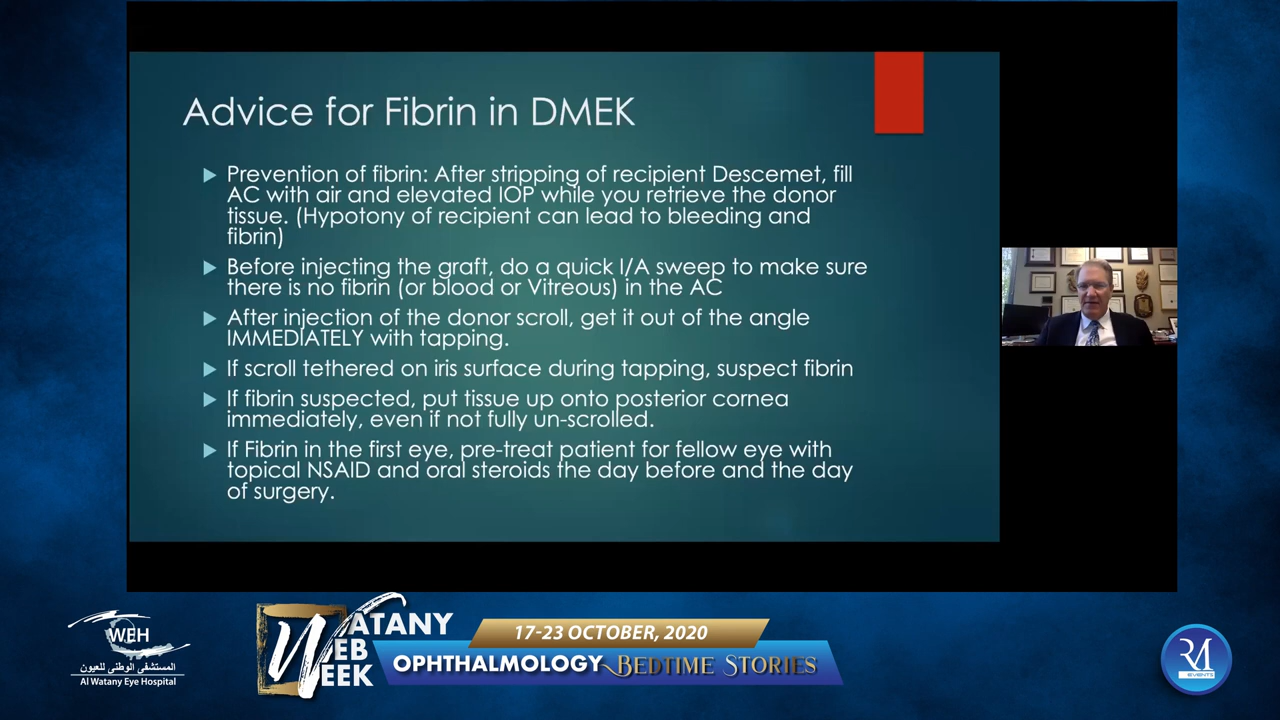 Advice for Fibrin in DMEK
Prevention of fibrin: After stripping of recipient Descemet, fill
AC with air and elevated IOP while you retrieve the donor
tissue. (Hypotony of recipient can lead to bleeding and
fibrin)
Before injecting the graft, do a quick I/A sweep to make sure
there is no fibrin (or blood or Vitreous) in the AC
After injection of the donor scroll, get it out of the angle
IMMEDIATELY with tapping.
If scroll tethered on iris surface during tapping, suspect fibrin
If fibrin suspected, put tissue up onto posterior cornea
immediately, even if not fully un-scrolled.
If Fibrin in the first eye, pre-treat patient for fellow eye with
topical NSAID and oral steroids the day before and the day
of surgery.
WEH
المستشفى الوطني للعيون
Al Watany Eye Hospital
WATANY
WEB
WEEK
17-23 OCTOBER, 2020
OPHTHALMOLOGY BEDTIME STORIES
RM
EVENTS